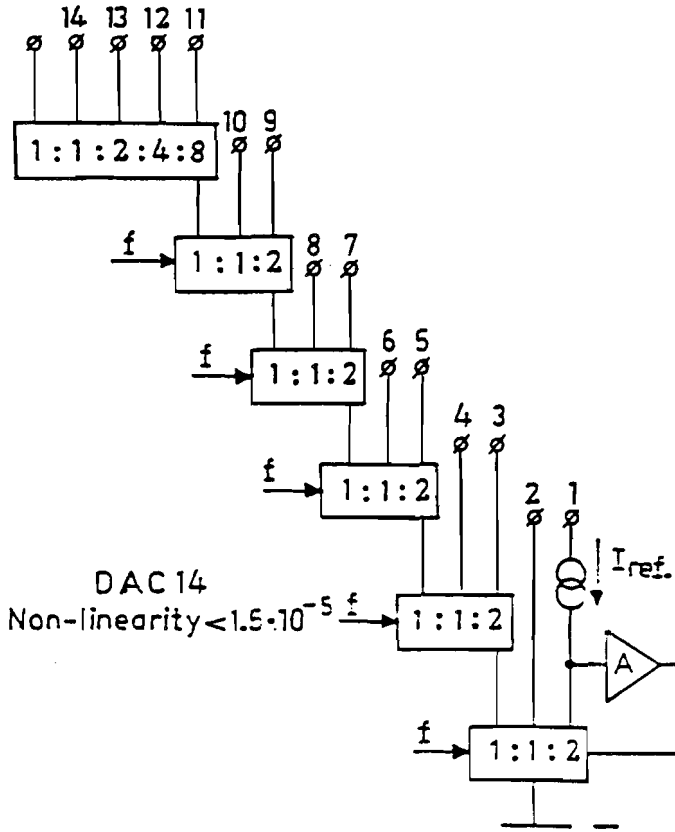 14 13 12 11
1 : 1 : 2 : 4 : 8
10 9
f
1 : 1 : 2
8 7
f
1 : 1 : 2
6 5
f
1 : 1 : 2
4 3
DAC 14
Non-linearity < 1.5·10⁻⁵
f
1 : 1 : 2
2 1
I ref.
A
f
1 : 1 : 2